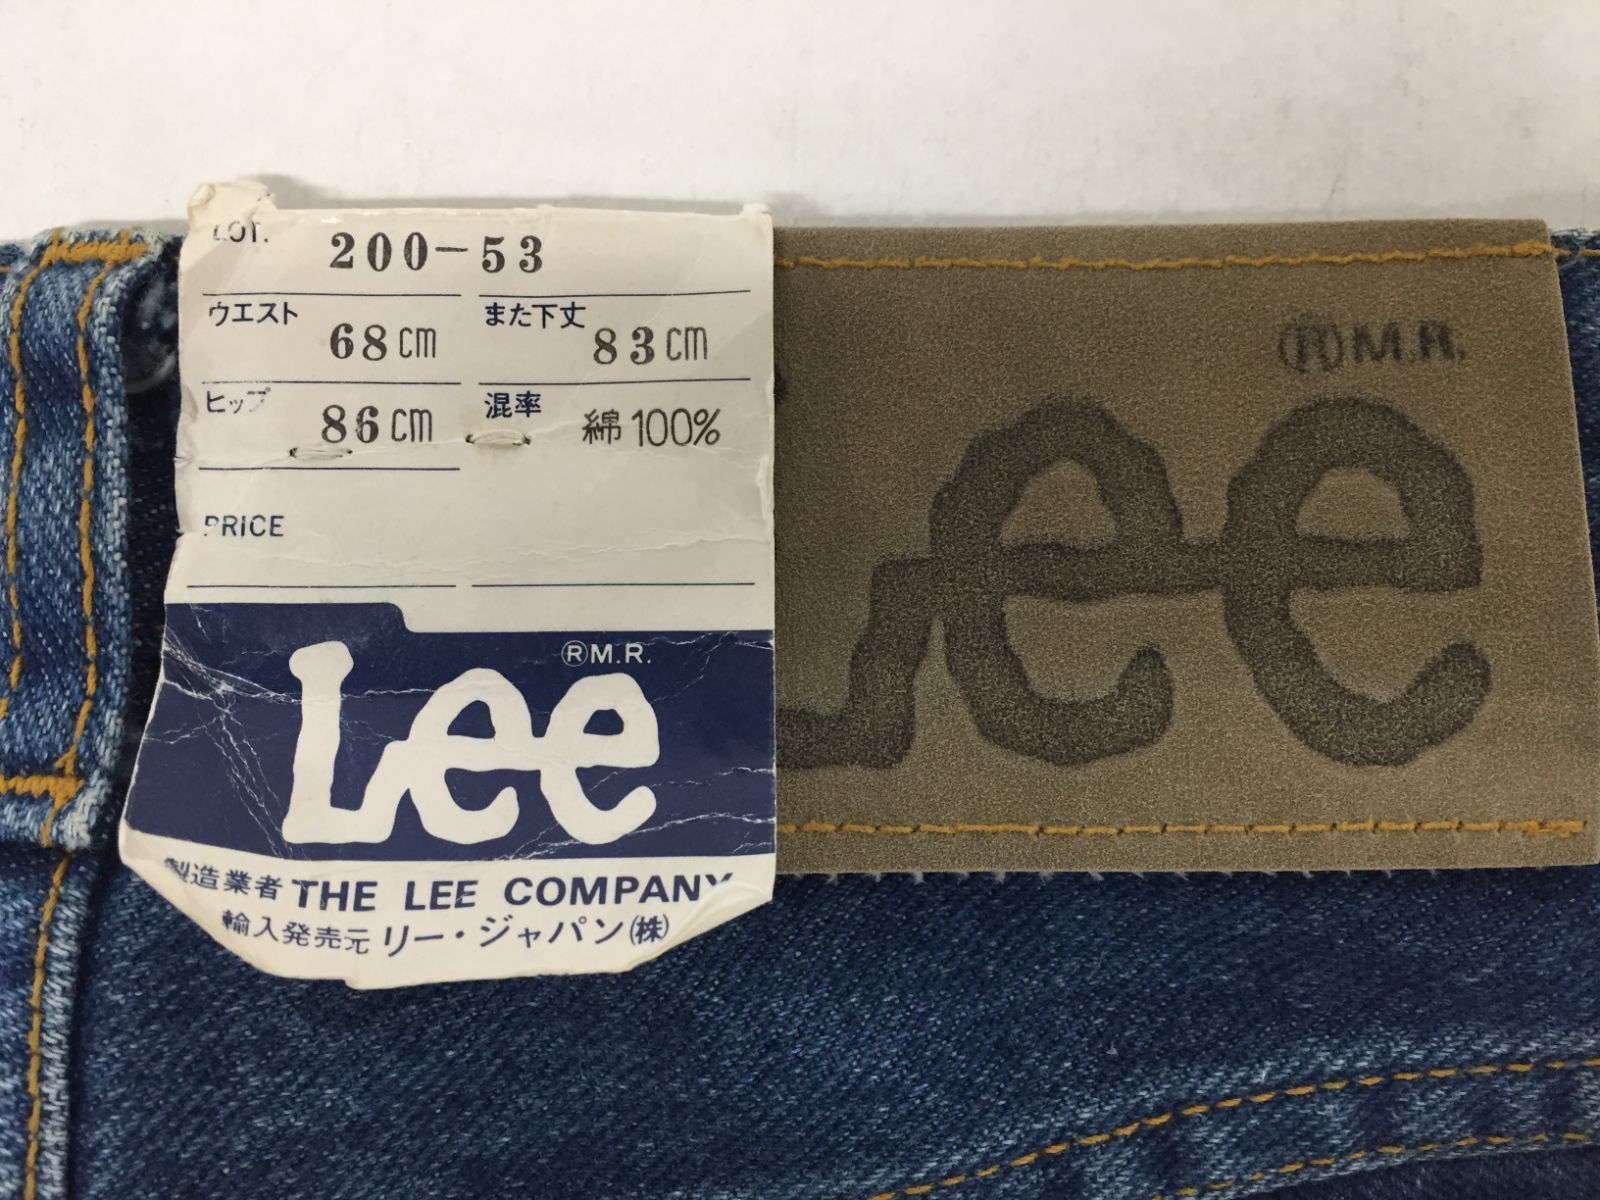 LOT. 200-53
ウエスト 68cm
また下丈 83cm
ヒップ 86cm
混率 綿100%
PRICE
®M.R.
Lee
製造業者 THE LEE COMPANY
輸入発売元 リー・ジャパン(株)
®M.R.
Lee